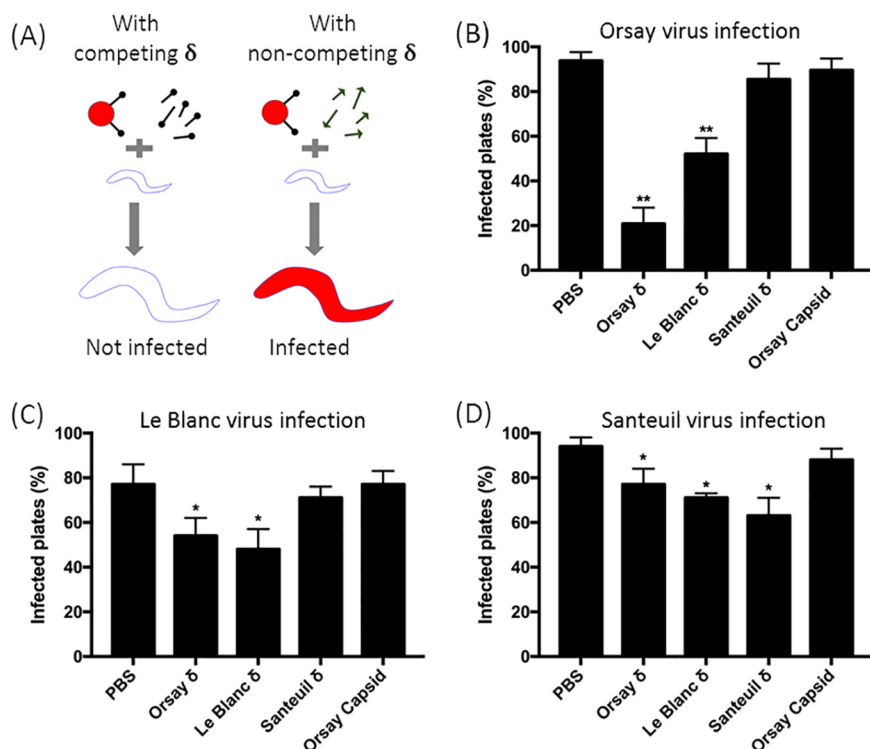 (A)
With
competing δ
With
non-competing δ
Not infected
Infected
(B)
Orsay virus infection
Infected plates (%)
100
80
60
40
20
0
**
**
PBS
Orsay δ
Le Blanc δ
Santeuil δ
Orsay Capsid
(C)
Le Blanc virus infection
Infected plates (%)
100
80
60
40
20
0
*
*
PBS
Orsay δ
Le Blanc δ
Santeuil δ
Orsay Capsid
(D)
Santeuil virus infection
Infected plates (%)
100
80
60
40
20
0
*
*
*
PBS
Orsay δ
Le Blanc δ
Santeuil δ
Orsay Capsid